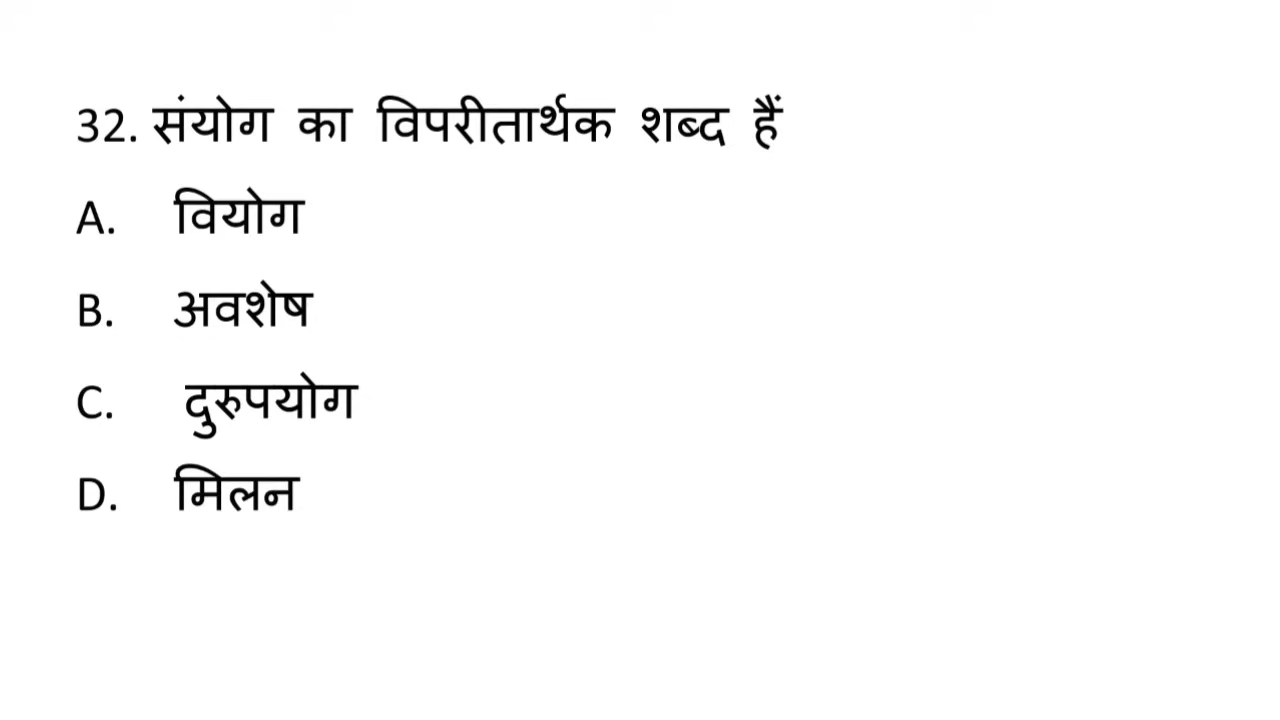 32. संयोग का विपरीतार्थक शब्द हैं
A. वियोग
B. अवशेष
C. दुरुपयोग
D. मिलन